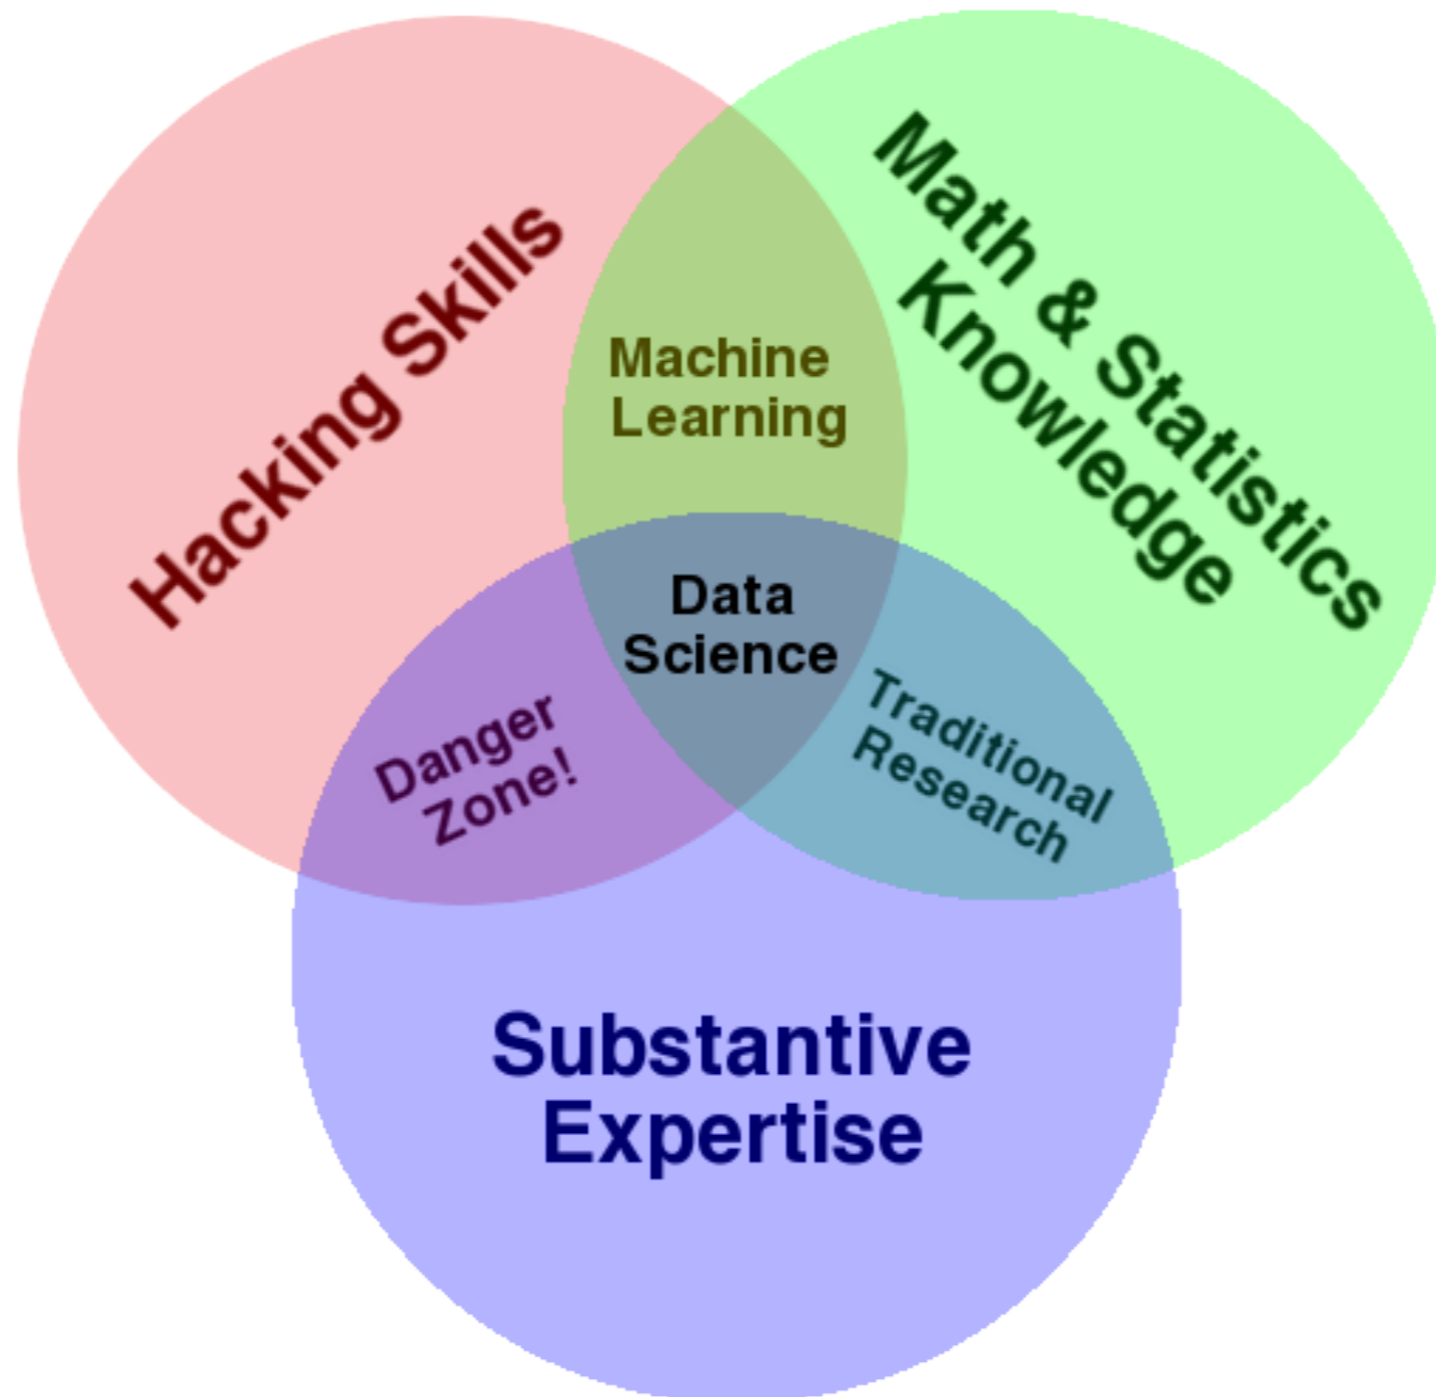 Hacking Skills
Math & Statistics
Knowledge
Machine
Learning
Data
Science
Danger
Zone!
Traditional
Research
Substantive
Expertise